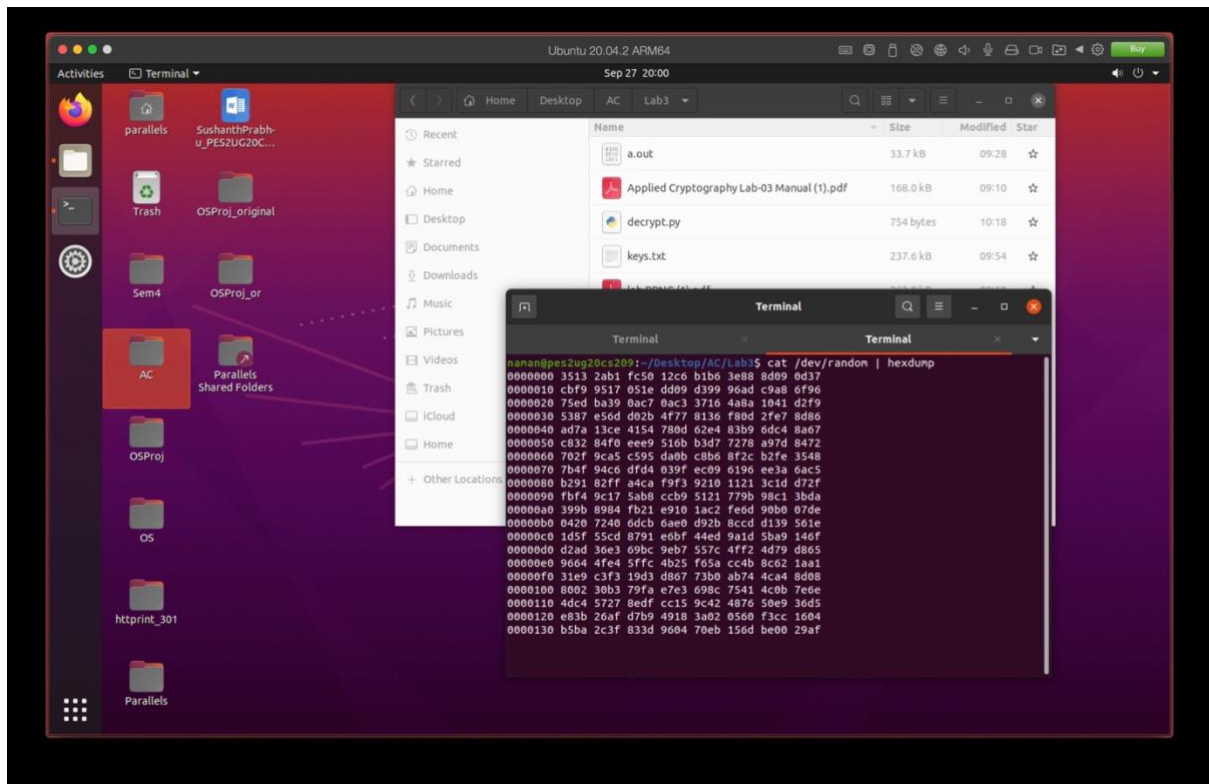 Ubuntu 20.04.2 ARM64
Buy
Activities
Terminal
Sep 27 20:00
parallels
SushanthPrabh-
u_PES2UG20C...
Trash
OSProj_original
Sem4
OSProj_or
AC
Parallels
Shared Folders
OSProj
OS
httprint_301
Parallels
Home Desktop AC Lab3
Recent
Starred
Home
Desktop
Documents
Downloads
Music
Pictures
Videos
Trash
iCloud
Home
+ Other Locations
Name Size Modified Star
a.out 33.7 kB 09:28
Applied Cryptography Lab-03 Manual (1).pdf 168.0 kB 09:10
decrypt.py 754 bytes 10:18
keys.txt 237.6 kB 09:54
Terminal
Terminal Terminal
naman@pes2ug20cs209:~/Desktop/AC/Lab3$ cat /dev/random | hexdump
0000000 3513 2ab1 fc50 12c6 b1b6 3e88 8d09 0d37
0000010 cbf9 9517 051e dd09 d399 96ad c9a8 6f96
0000020 75ed ba39 0ac7 0ac3 3716 4a8a 1041 d2f9
0000030 5387 e56d d02b 4f77 8136 f80d 2fe7 8d86
0000040 ad7a 13ce 4154 780d 62e4 83b9 6dc4 8a67
0000050 c832 84f0 eee9 516b b3d7 7278 a97d 8472
0000060 702f 9ca5 c595 da0b c8b6 8f2c b2fe 3548
0000070 7b4f 94c6 dfd4 039f ec09 6196 ee3a 6ac5
0000080 b291 82ff a4ca f9f3 9210 1121 3c1d d72f
0000090 fbf4 9c17 5ab8 ccb9 5121 779b 98c1 3bda
00000a0 399b 8984 fb21 e910 1ac2 fe6d 90b0 07de
00000b0 0420 7240 6dcb 6ae0 d92b 8ccd d139 561e
00000c0 1d5f 55cd 8791 e6bf 44ed 9a1d 5ba9 146f
00000d0 d2ad 36e3 69bc 9eb7 557c 4ff2 4d79 d865
00000e0 9664 4fe4 5ffc 4b25 f65a cc4b 8c62 1aa1
00000f0 31e9 c3f3 19d3 d867 73b0 ab74 4ca4 8d08
0000100 8002 30b3 79fa e7e3 698c 7541 4c0b 7e6e
0000110 4dc4 5727 8edf cc15 9c42 4876 50e9 36d5
0000120 e83b 26af d7b9 4918 3a02 0560 f3cc 1604
0000130 b5ba 2c3f 833d 9604 70eb 156d be00 29af